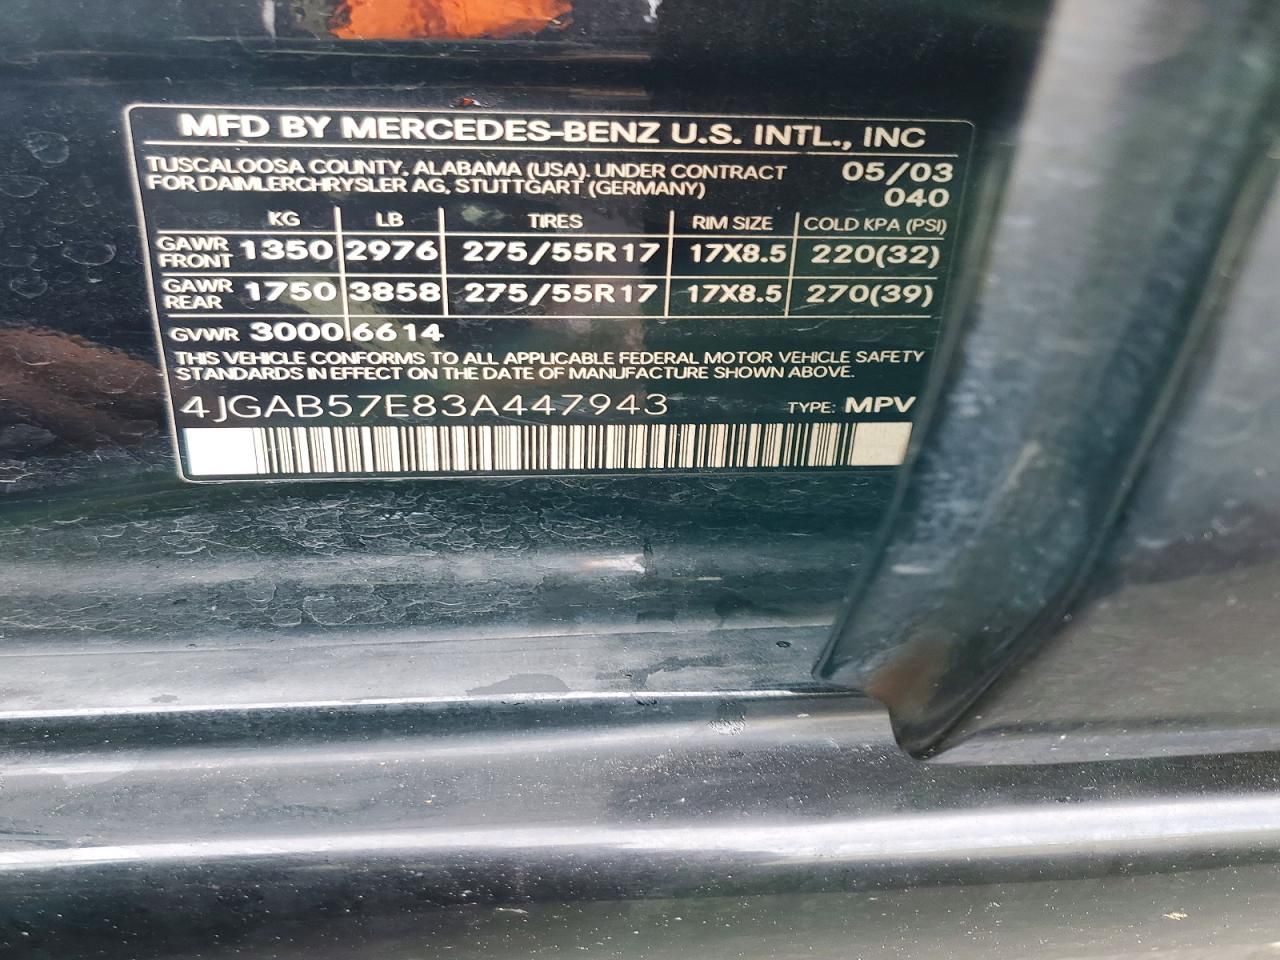 MFD BY MERCEDES-BENZ U.S. INTL., INC
TUSCALOOSA COUNTY, ALABAMA (USA). UNDER CONTRACT 05/03
FOR DAIMLERCHRYSLER AG, STUTTGART (GERMANY) 040
KG LB TIRES RIM SIZE COLD KPA (PSI)
GAWR FRONT 1350 2976 275/55R17 17X8.5 220(32)
GAWR REAR 1750 3858 275/55R17 17X8.5 270(39)
GVWR 3000 6614
THIS VEHICLE CONFORMS TO ALL APPLICABLE FEDERAL MOTOR VEHICLE SAFETY
STANDARDS IN EFFECT ON THE DATE OF MANUFACTURE SHOWN ABOVE.
4JGAB57E83A447943 TYPE: MPV